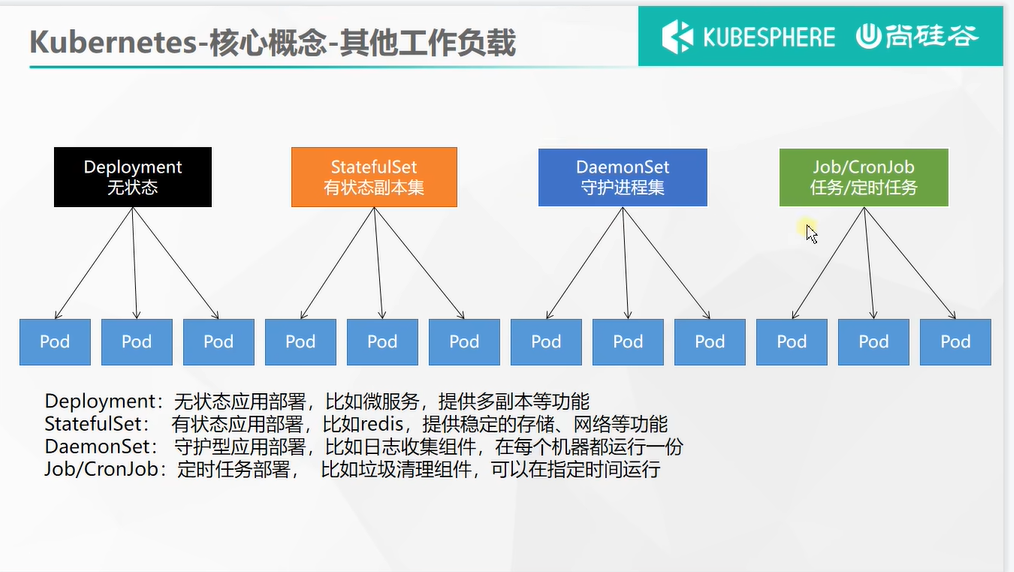 Kubernetes-核心概念-其他工作负载
KUBESPHERE
尚硅谷
Deployment
无状态
StatefulSet
有状态副本集
DaemonSet
守护进程集
Job/CronJob
任务/定时任务
Pod
Pod
Pod
Pod
Pod
Pod
Pod
Pod
Pod
Pod
Pod
Pod
Deployment：无状态应用部署，比如微服务，提供多副本等功能
StatefulSet：有状态应用部署，比如redis，提供稳定的存储、网络等功能
DaemonSet：守护型应用部署，比如日志收集组件，在每个机器都运行一份
Job/CronJob：定时任务部署，比如垃圾清理组件，可以在指定时间运行